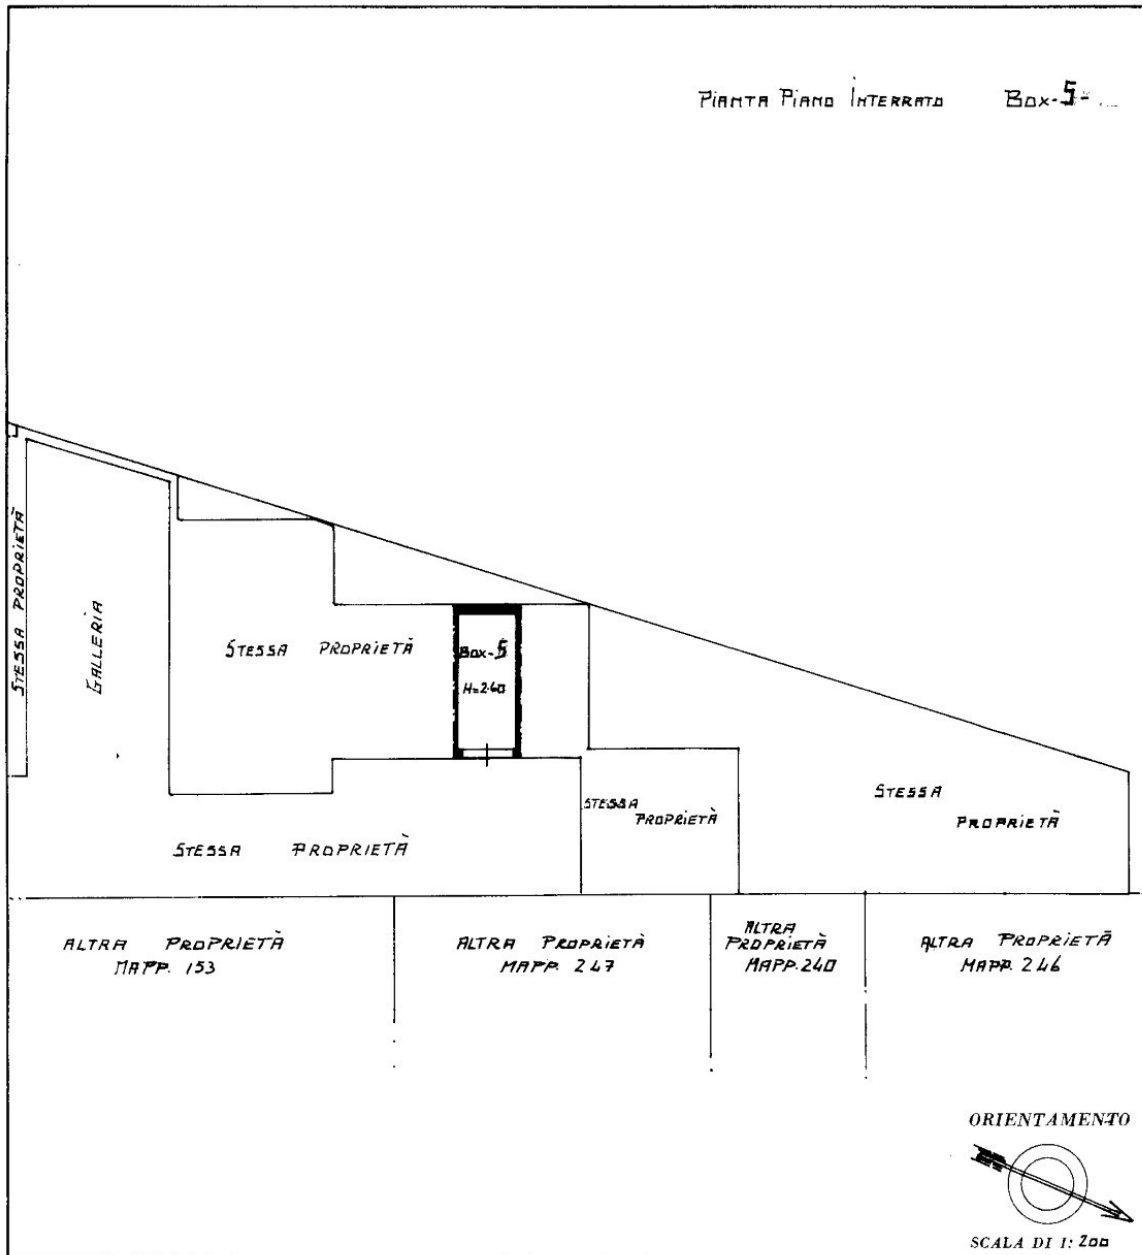 PIANTA PIANO INTERRATO BOX-5-
STESSA PROPRIETÀ
GALLERIA
STESSA PROPRIETÀ
BOX-5
H=2.60
STESSA
PROPRIETÀ
STESSA
PROPRIETÀ
STESSA PROPRIETÀ
ALTRA PROPRIETÀ
MAPP. 153
ALTRA PROPRIETÀ
MAPP. 247
ALTRA
PROPRIETÀ
MAPP. 240
ALTRA PROPRIETÀ
MAPP. 246
ORIENTAMENTO
SCALA DI 1: 200